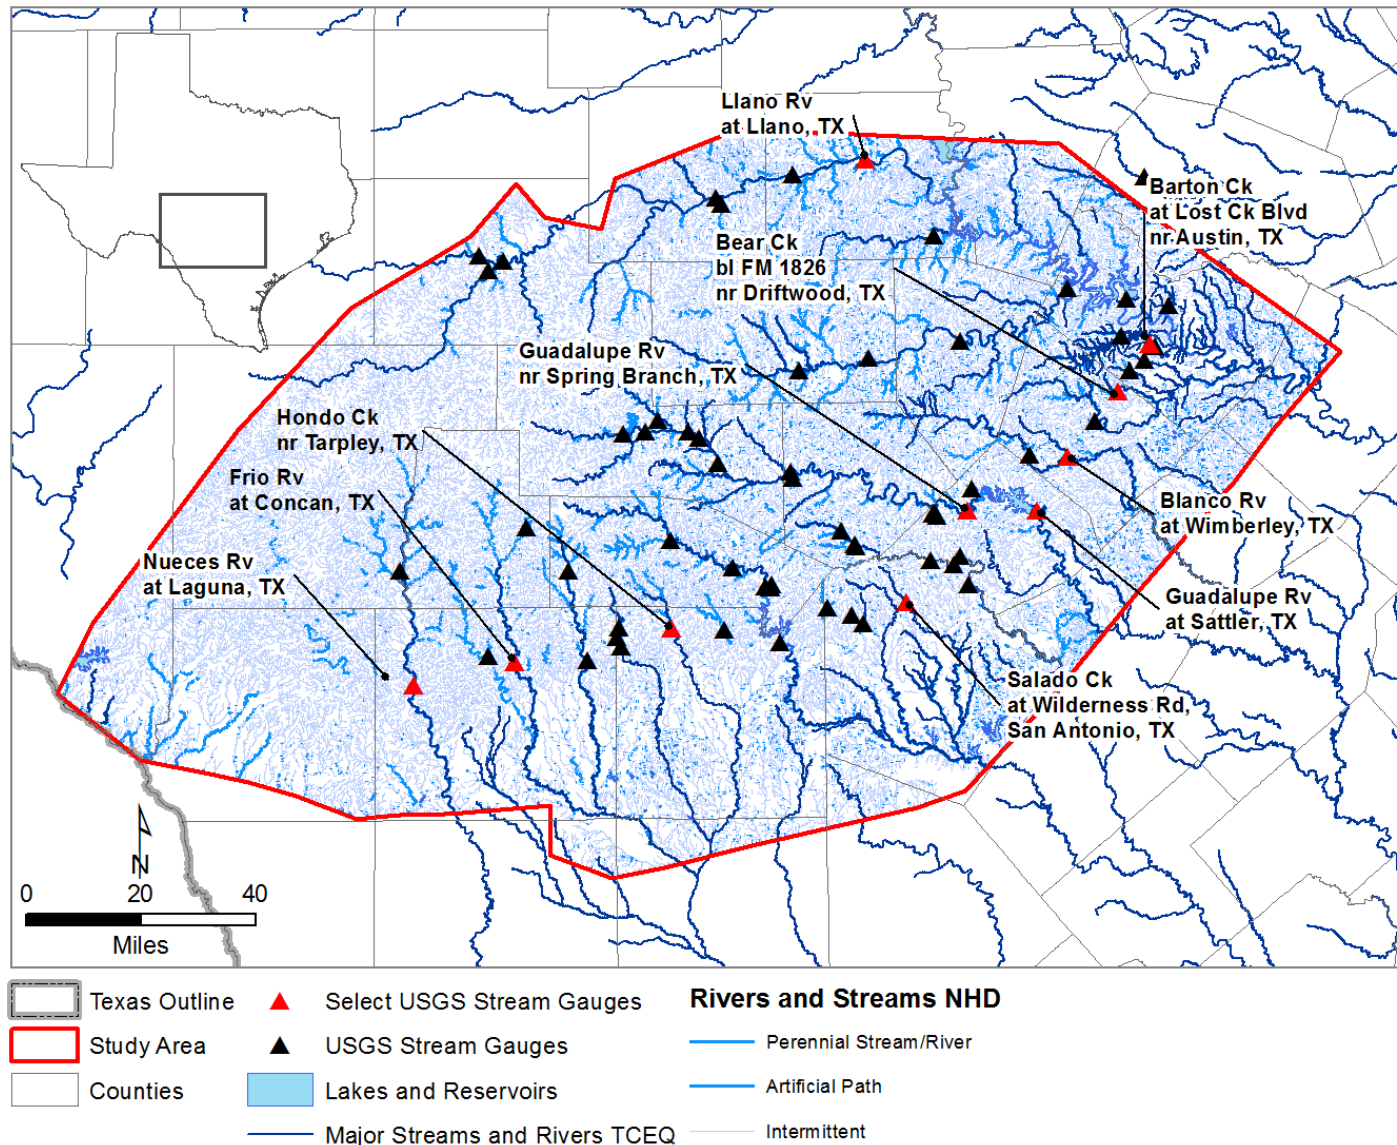 Llano Rv
at Llano, TX
Barton Ck
at Lost Ck Blvd
nr Austin, TX
Bear Ck
bl FM 1826
nr Driftwood, TX
Guadalupe Rv
nr Spring Branch, TX
Hondo Ck
nr Tarpley, TX
Frio Rv
at Concan, TX
Nueces Rv
at Laguna, TX
Blanco Rv
at Wimberley, TX
Guadalupe Rv
at Sattler, TX
Salado Ck
at Wilderness Rd,
San Antonio, TX
N
0 20 40
Miles
Texas Outline
Study Area
Counties
Select USGS Stream Gauges
USGS Stream Gauges
Lakes and Reservoirs
Major Streams and Rivers TCEQ
Rivers and Streams NHD
Perennial Stream/River
Artificial Path
Intermittent